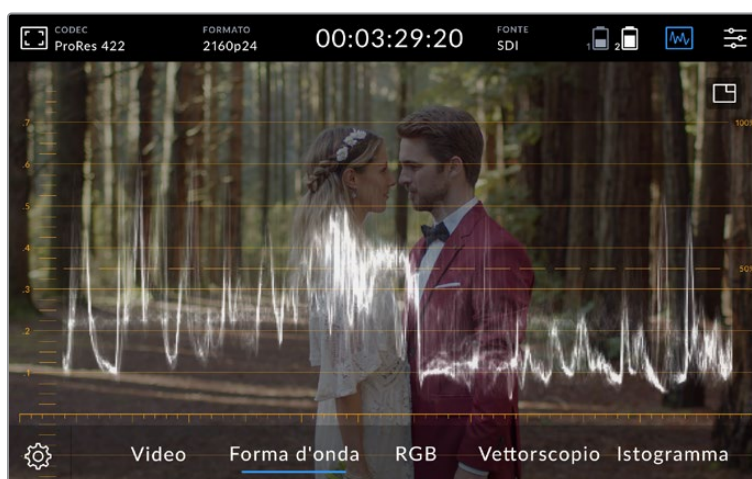 CODEC
ProRes 422
FORMATO
2160p24
00:03:29:20
FONTE
SDI
1
2
.7
100%
.6
.5
.4
50%
.3
.2
.1
Video
Forma d'onda
RGB
Vettorscopio
Istogramma